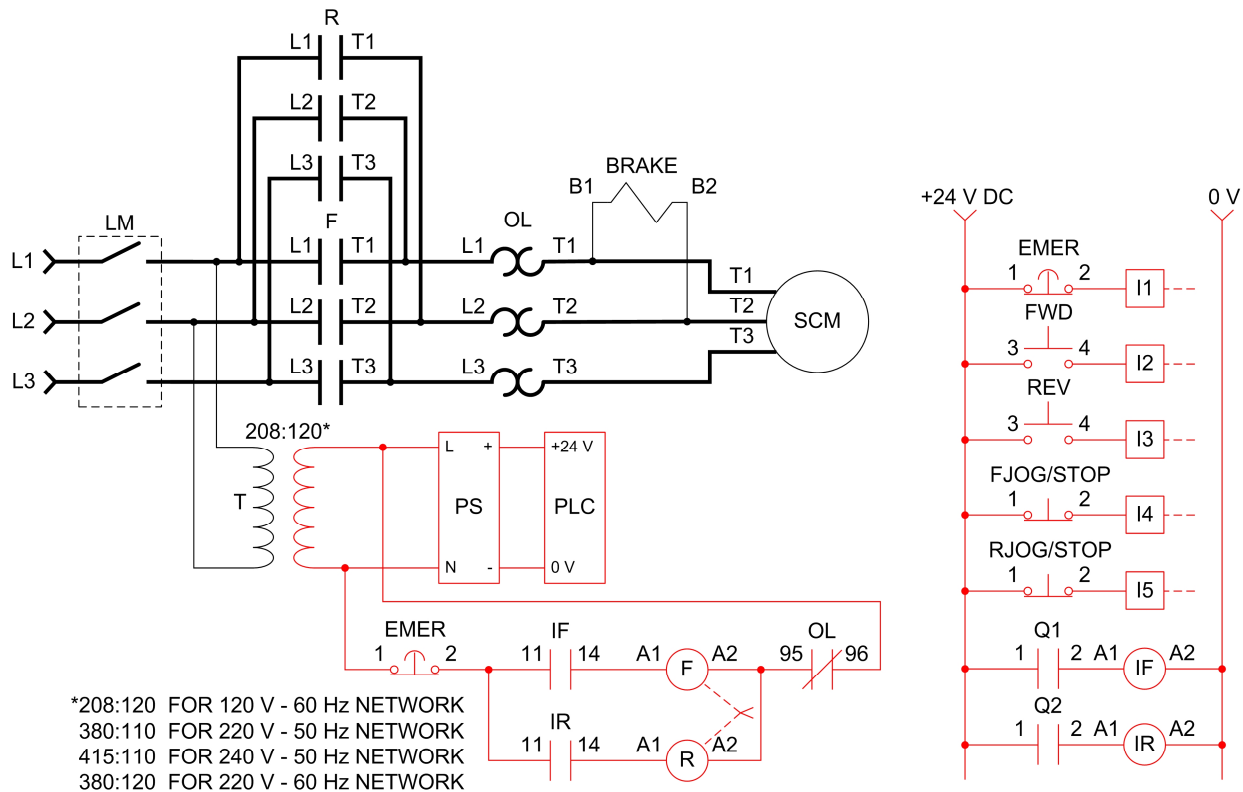 R
L1 T1
L2 T2
L3 T3
BRAKE
B1 B2
LM
F
OL
L1 L1 T1 L1 T1 T1
L2 L2 T2 L2 T2 T2
L3 L3 T3 L3 T3 T3
SCM
208:120*
T
L + +24 V
PS PLC
N - 0 V
EMER
1 2
IF
11 14 A1 F A2
OL
95 96
IR
11 14 A1 R A2
*208:120 FOR 120 V - 60 Hz NETWORK
380:110 FOR 220 V - 50 Hz NETWORK
415:110 FOR 240 V - 50 Hz NETWORK
380:120 FOR 220 V - 60 Hz NETWORK
+24 V DC 0 V
EMER
1 2 I1
FWD
3 4 I2
REV
3 4 I3
FJOG/STOP
1 2 I4
RJOG/STOP
1 2 I5
Q1
1 2 A1 IF A2
Q2
1 2 A1 IR A2